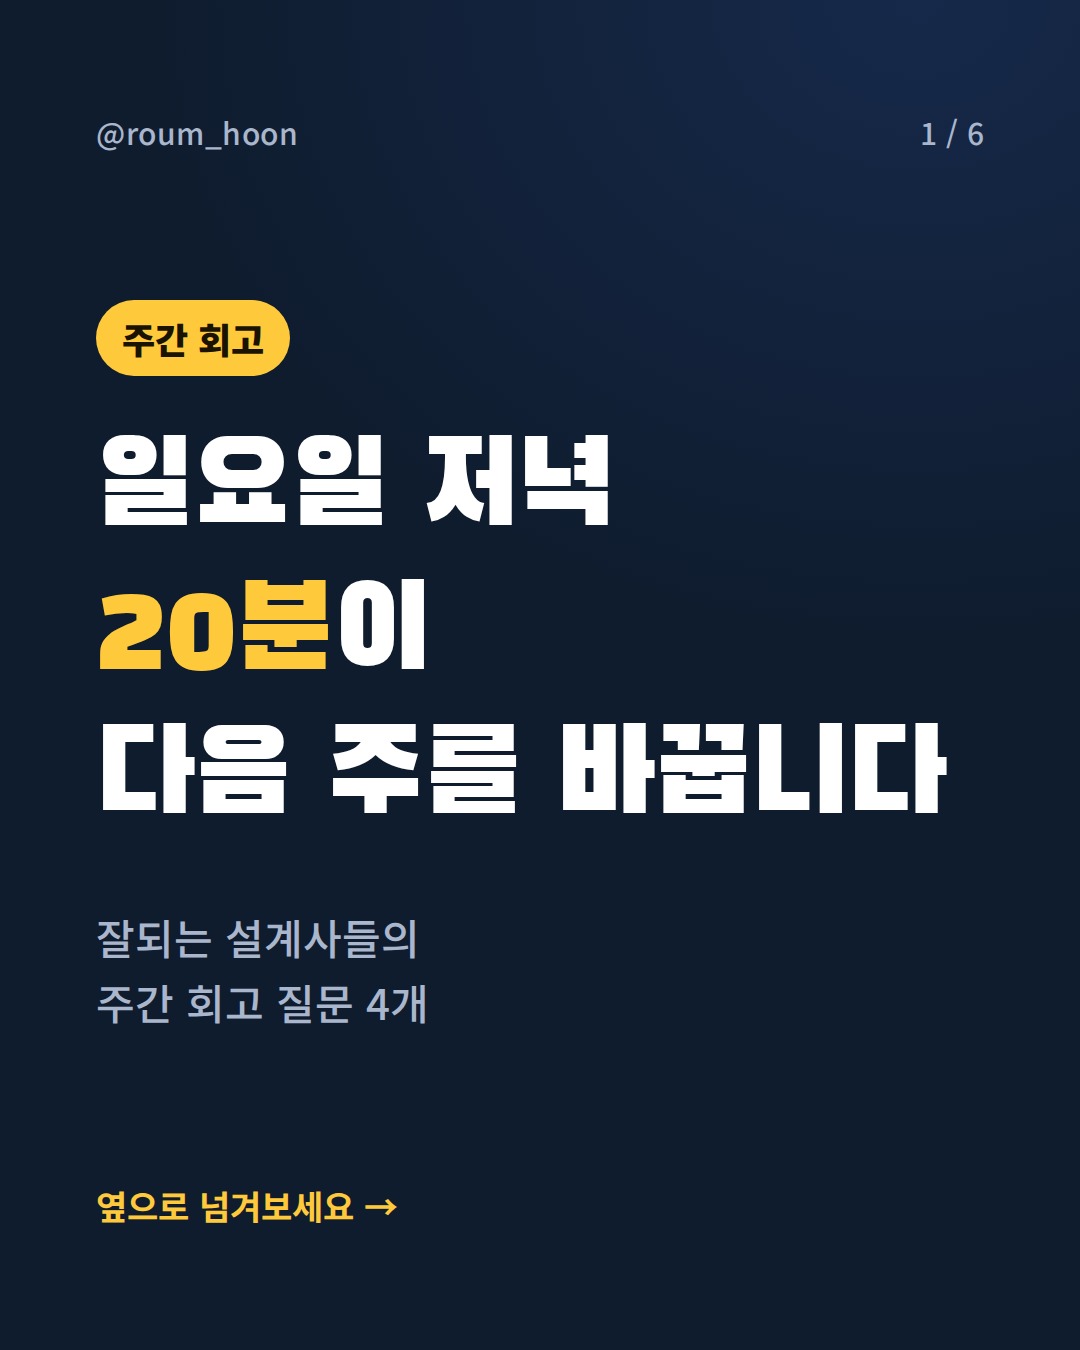 @roum_hoon
1 / 6
주간 회고
일요일 저녁
20분이
다음 주를 바꿉니다
잘되는 설계사들의
주간 회고 질문 4개
옆으로 넘겨보세요 →